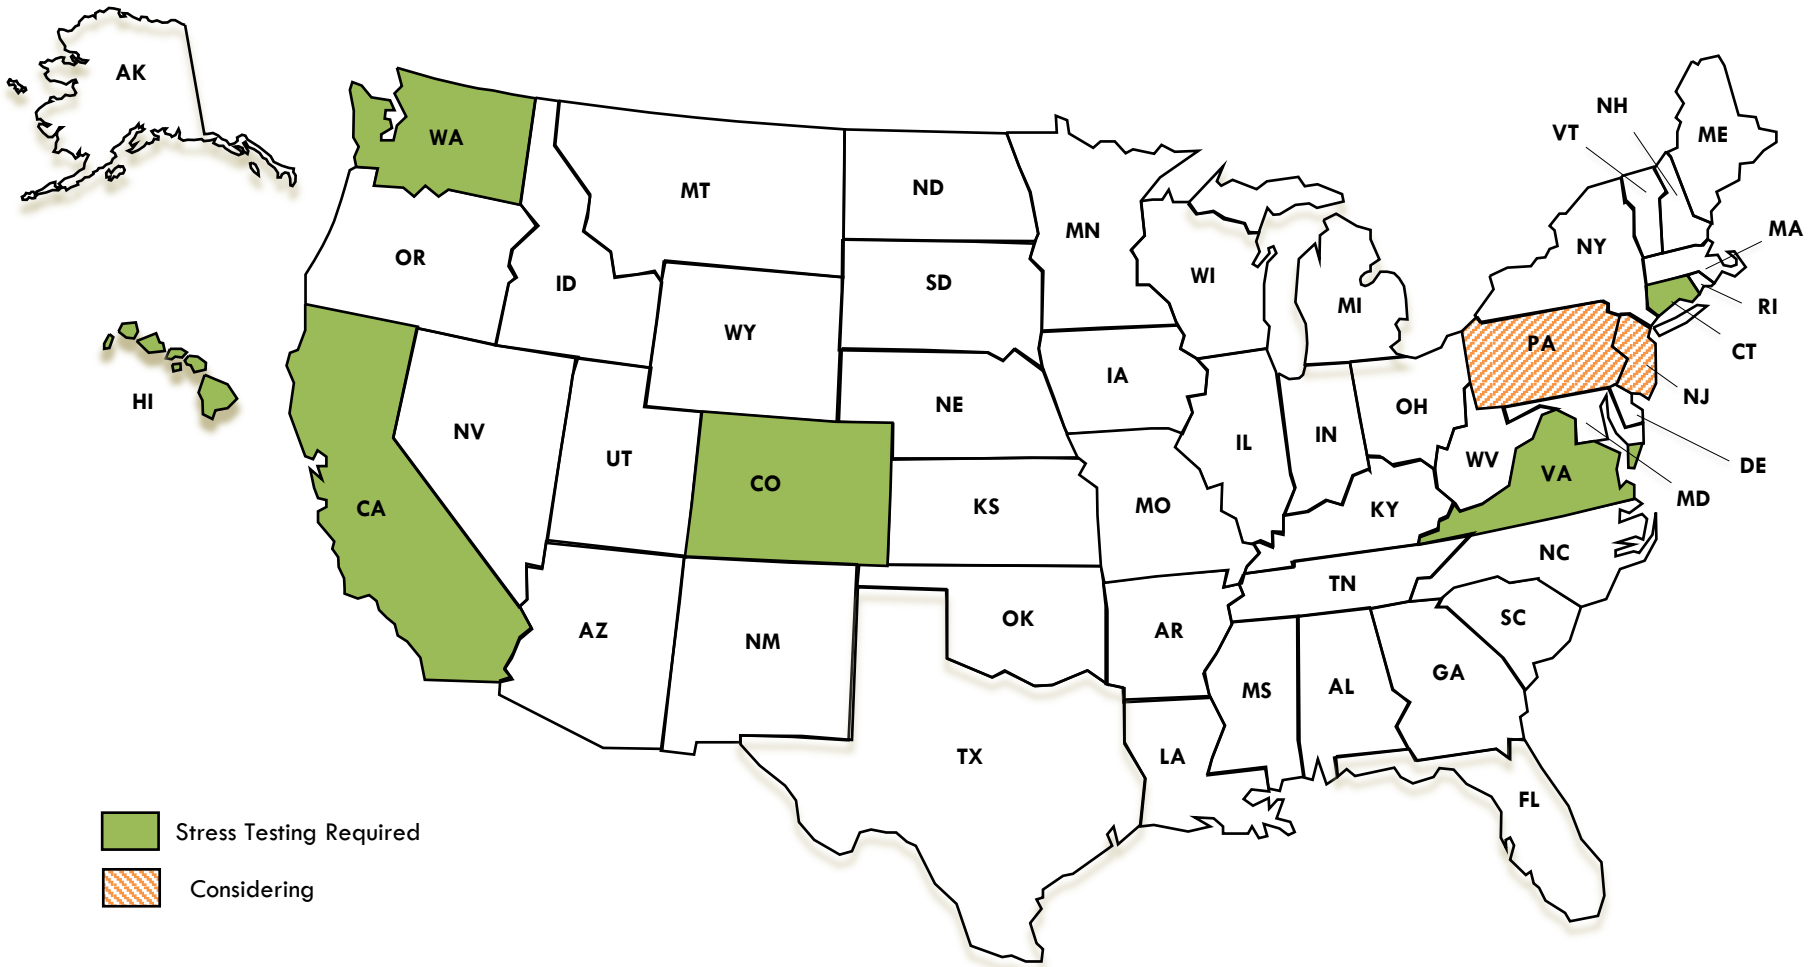 AK
WA
MT
ND
MN
OR
ID
SD
WI
MI
WY
NY
VT
NH
ME
MA
RI
CT
NJ
PA
IA
NE
NV
UT
CO
CA
HI
KS
MO
IL
IN
OH
WV
VA
DE
MD
KY
NC
TN
SC
AZ
NM
OK
AR
MS
AL
GA
TX
LA
FL
Stress Testing Required
Considering